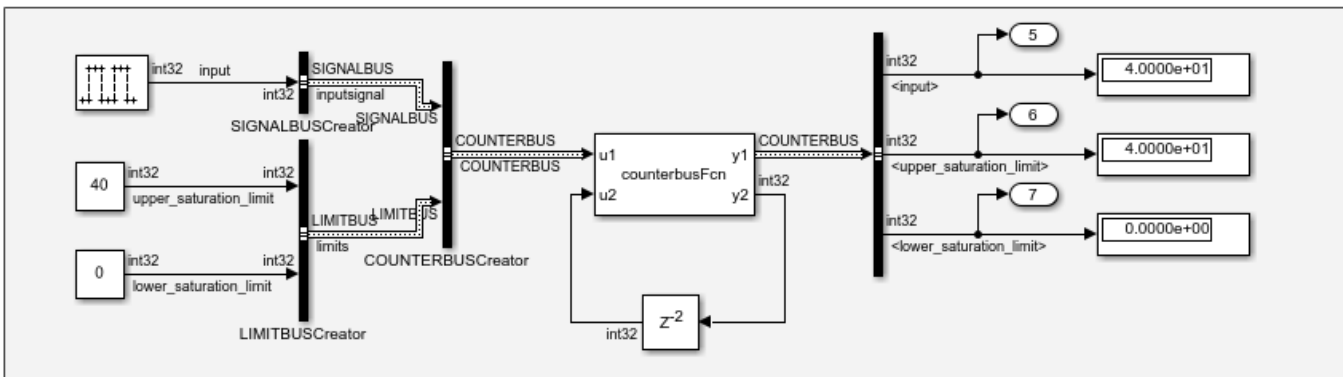 int32 input
int32
SIGNALBUS
inputsignal
SIGNALBUSCreator
SIGNALBUS
40
int32
upper_saturation_limit
int32
0
int32
lower_saturation_limit
int32
LIMITBUS
limits
LIMITBUS
LIMITBUSCreator
COUNTERBUSCreator
COUNTERBUS
COUNTERBUS
u1
u2
counterbusFcn
y1
y2
COUNTERBUS
int32
Z-2
int32
int32
<input>
5
4.0000e+01
int32
<upper_saturation_limit>
6
4.0000e+01
int32
<lower_saturation_limit>
7
0.0000e+00